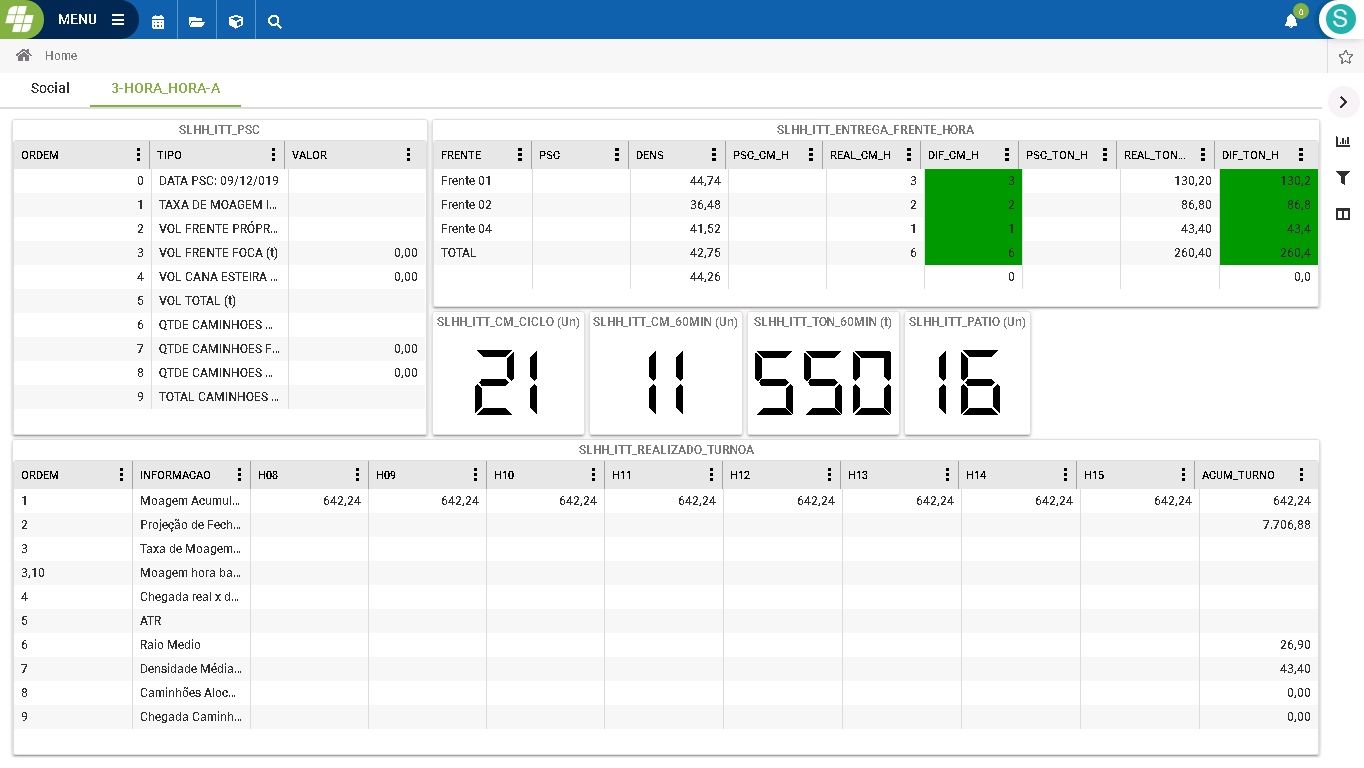 MENU
0
S
Home
Social 3-HORA_HORA-A
SLHH_ITT_PSC
ORDEM TIPO VALOR
0 DATA PSC: 09/12/019
1 TAXA DE MOAGEM I...
2 VOL FRENTE PRÓPR...
3 VOL FRENTE FOCA (t) 0,00
4 VOL CANA ESTEIRA ... 0,00
5 VOL TOTAL (t)
6 QTDE CAMINHOES ...
7 QTDE CAMINHOES F... 0,00
8 QTDE CAMINHOES ... 0,00
9 TOTAL CAMINHOES ...
SLHH_ITT_ENTREGA_FRENTE_HORA
FRENTE PSC DENS PSC_CM_H REAL_CM_H DIF_CM_H PSC_TON_H REAL_TON... DIF_TON_H
Frente 01 44,74 3 3 130,20 130,2
Frente 02 36,48 2 2 86,80 86,8
Frente 04 41,52 1 1 43,40 43,4
TOTAL 42,75 6 6 260,40 260,4
44,26 0 0,0
SLHH_ITT_CM_CICLO (Un)
21
SLHH_ITT_CM_60MIN (Un)
11
SLHH_ITT_TON_60MIN (t)
550
SLHH_ITT_PATIO (Un)
16
SLHH_ITT_REALIZADO_TURNOA
ORDEM INFORMACAO H08 H09 H10 H11 H12 H13 H14 H15 ACUM_TURNO
1 Moagem Acumul... 642,24 642,24 642,24 642,24 642,24 642,24 642,24 642,24 642,24
2 Projeção de Fech... 7.706,88
3 Taxa de Moagem...
3,10 Moagem hora ba...
4 Chegada real x d...
5 ATR
6 Raio Medio 26,90
7 Densidade Média... 43,40
8 Caminhões Aloc... 0,00
9 Chegada Caminh... 0,00